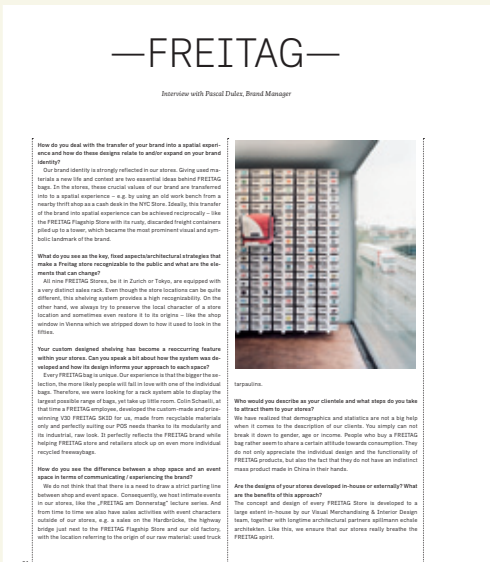 —FREITAG—
Interview with Pascal Dulex, Brand Manager
How do you deal with the transfer of your brand into a spatial experi-
ence and how do these designs relate to and/or expand on your brand
identity?
Our brand identity is strongly reflected in our stores. Giving used ma-
terials a new life and context are two essential ideas behind FREITAG
bags. In the stores, these crucial values of our brand are transferred
into to a spatial experience – e.g. by using an old work bench from a
nearby thrift shop as a cash desk in the NYC Store. Ideally, this transfer
of the brand into spatial experience can be achieved reciprocally – like
the FREITAG Flagship Store with its rusty, discarded freight containers
piled up to a tower, which became the most prominent visual and sym-
bolic landmark of the brand.
What do you see as the key, fixed aspects/architectural strategies that
make a Freitag store recognizable to the public and what are the ele-
ments that can change?
All nine FREITAG Stores, be it in Zurich or Tokyo, are equipped with
a very distinct sales rack. Even though the store locations can be quite
different, this shelving system provides a high recognizability. On the
other hand, we always try to preserve the local character of a store
location and sometimes even restore it to its origins – like the shop
window in Vienna which we stripped down to how it used to look in the
fifties.
Your custom designed shelving has become a reoccurring feature
within your stores. Can you speak a bit about how the system was de-
veloped and how its design informs your approach to each space?
Every FREITAG bag is unique. Our experience is that the bigger the se-
lection, the more likely people will fall in love with one of the individual
bags. Therefore, we were looking for a rack system able to display the
largest possible range of bags, yet take up little room. Colin Schaelli, at
that time a FREITAG employee, developed the custom-made and prize-
winning V30 FREITAG SKID for us, made from recyclable materials
only and perfectly suiting our POS needs thanks to its modularity and
its industrial, raw look. It perfectly reflects the FREITAG brand while
helping FREITAG store and retailers stock up on even more individual
recycled freewaybags.
How do you see the difference between a shop space and an event
space in terms of communicating / experiencing the brand?
We do not think that there is a need to draw a strict parting line
between shop and event space. Consequently, we host intimate events
in our stores, like the „FREITAG am Donnerstag” lecture series. And
from time to time we also have sales activities with event characters
outside of our stores, e.g. a sales on the Hardbrücke, the highway
bridge just next to the FREITAG Flagship Store and our old factory,
with the location referring to the origin of our raw material: used truck
tarpaulins.
Who would you describe as your clientele and what steps do you take
to attract them to your stores?
We have realized that demographics and statistics are not a big help
when it comes to the description of our clients. You simply can not
break it down to gender, age or income. People who buy a FREITAG
bag rather seem to share a certain attitude towards consumption. They
do not only appreciate the individual design and the functionality of
FREITAG products, but also the fact that they do not have an indistinct
mass product made in China in their hands.
Are the designs of your stores developed in-house or externally? What
are the benefits of this approach?
The concept and design of every FREITAG Store is developed to a
large extent in-house by our Visual Merchandising & Interior Design
team, together with longtime architectural partners spillmann echsle
architekten. Like this, we ensure that our stores really breathe the
FREITAG spirit.